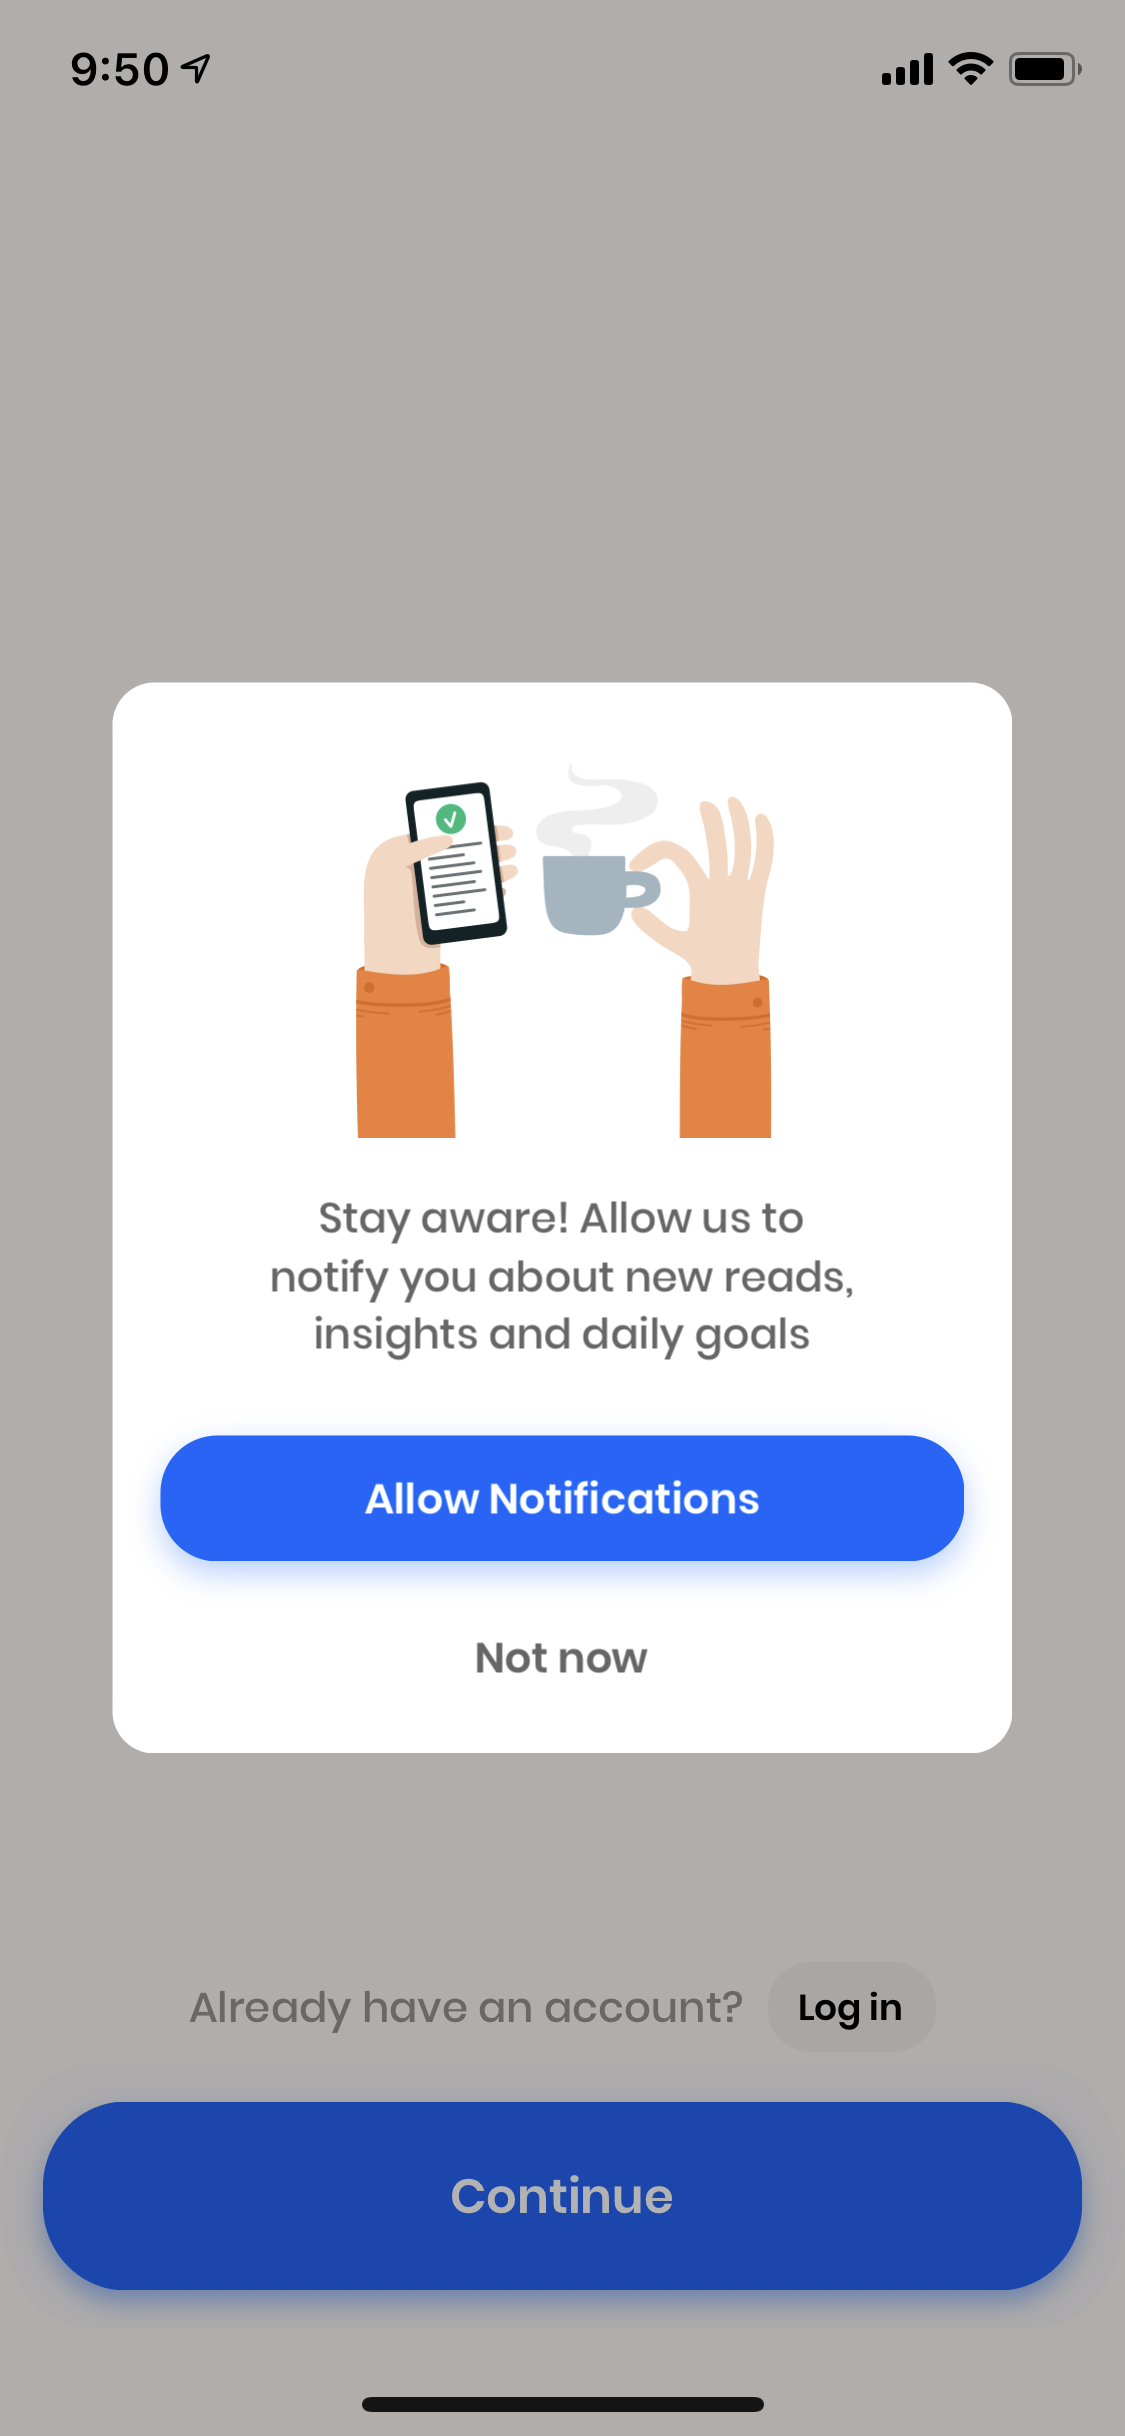 9:50
Stay aware! Allow us to
notify you about new reads,
insights and daily goals
Allow Notifications
Not now
Already have an account? Log in
Continue